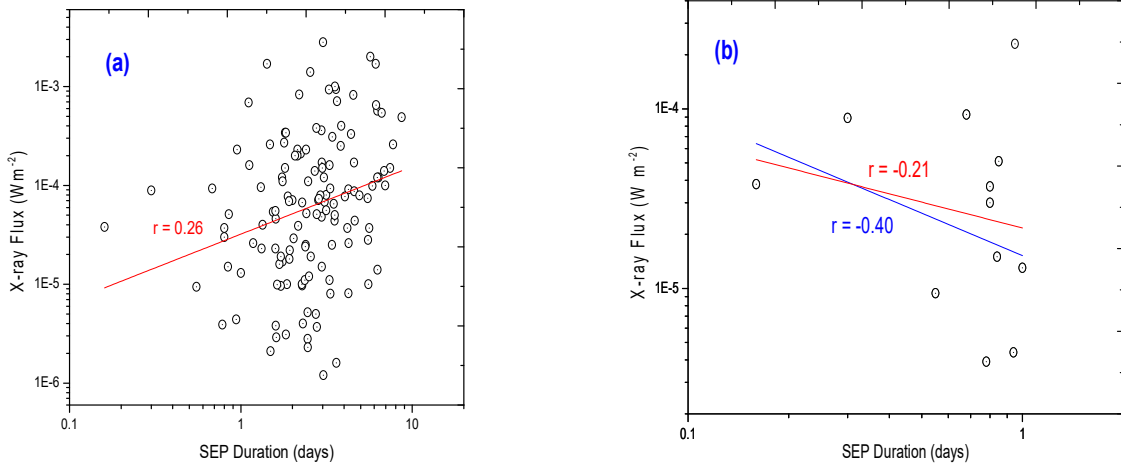 (a)
1E-3
1E-4
1E-5
1E-6
X-ray Flux (W m⁻²)
r = 0.26
0.1
1
10
SEP Duration (days)
(b)
1E-4
1E-5
X-ray Flux (W m⁻²)
r = -0.21
r = -0.40
0.1
1
SEP Duration (days)